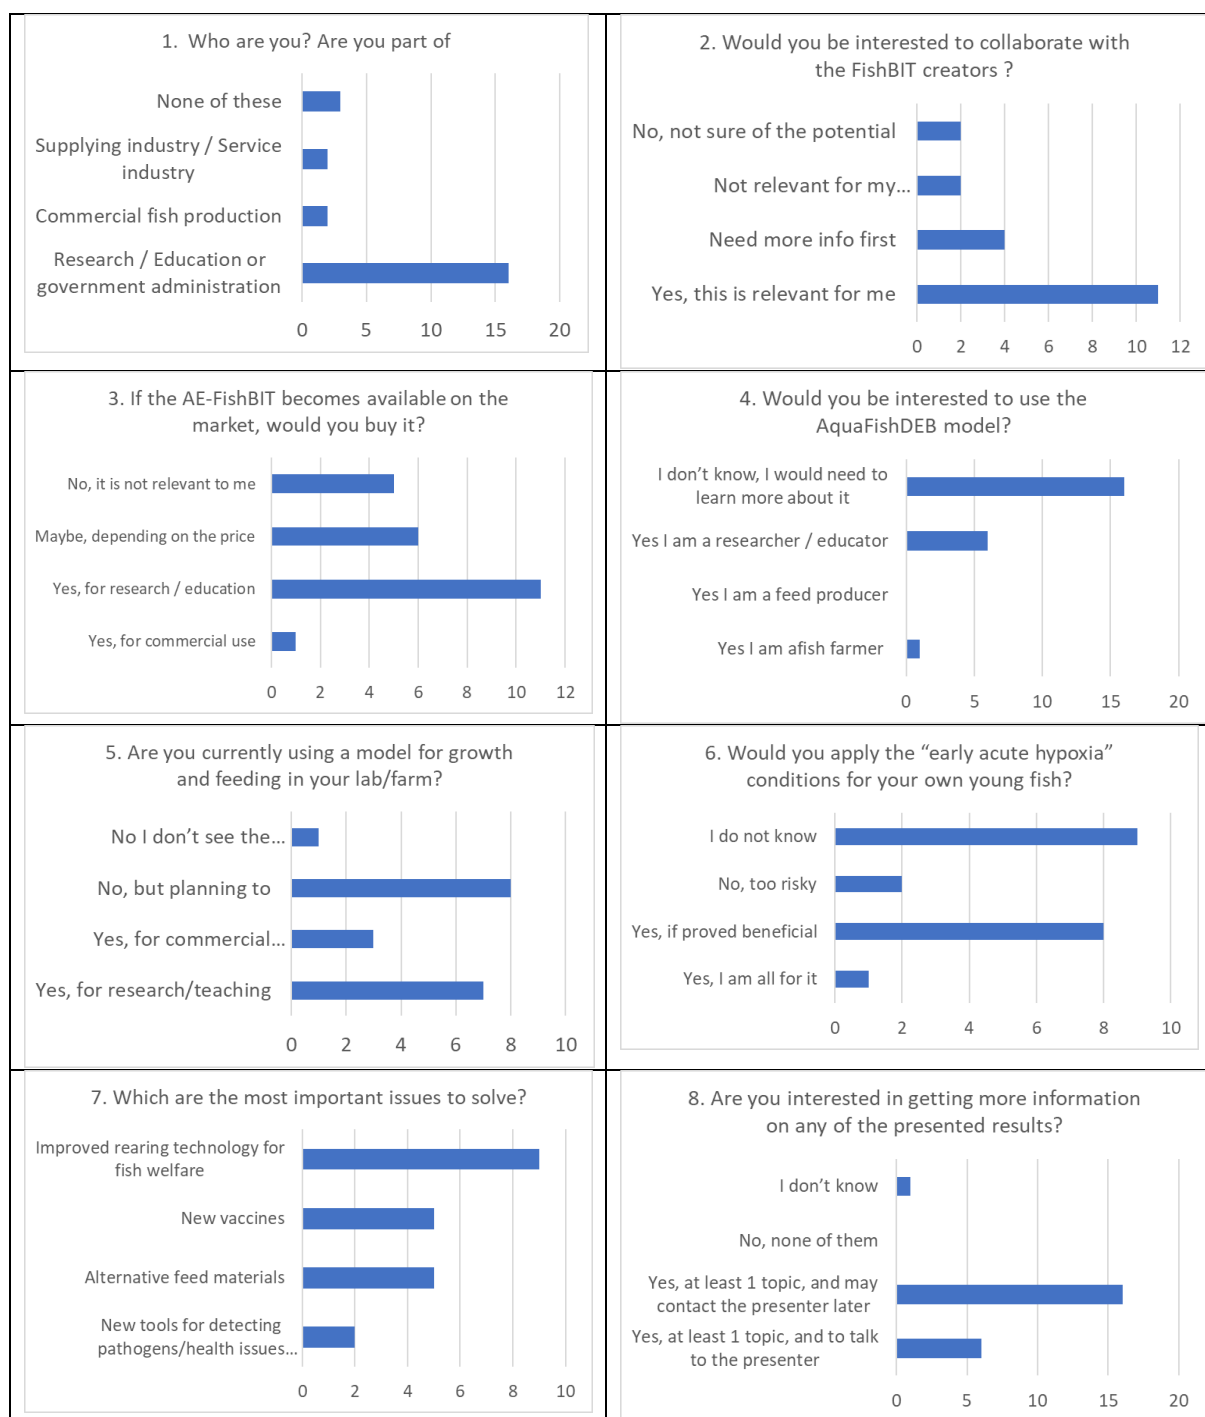 1. Who are you? Are you part of
None of these
Supplying industry / Service
industry
Commercial fish production
Research / Education or
government administration
0 5 10 15 20
2. Would you be interested to collaborate with
the FishBIT creators ?
No, not sure of the potential
Not relevant for my...
Need more info first
Yes, this is relevant for me
0 2 4 6 8 10 12
3. If the AE-FishBIT becomes available on the
market, would you buy it?
No, it is not relevant to me
Maybe, depending on the price
Yes, for research / education
Yes, for commercial use
0 2 4 6 8 10 12
4. Would you be interested to use the
AquaFishDEB model?
I don't know, I would need to
learn more about it
Yes I am a researcher / educator
Yes I am a feed producer
Yes I am afish farmer
0 5 10 15 20
5. Are you currently using a model for growth
and feeding in your lab/farm?
No I don't see the...
No, but planning to
Yes, for commercial...
Yes, for research/teaching
0 2 4 6 8 10
6. Would you apply the “early acute hypoxia”
conditions for your own young fish?
I do not know
No, too risky
Yes, if proved beneficial
Yes, I am all for it
0 2 4 6 8 10
7. Which are the most important issues to solve?
Improved rearing technology for
fish welfare
New vaccines
Alternative feed materials
New tools for detecting
pathogens/health issues...
0 2 4 6 8 10
8. Are you interested in getting more information
on any of the presented results?
I don't know
No, none of them
Yes, at least 1 topic, and may
contact the presenter later
Yes, at least 1 topic, and to talk
to the presenter
0 5 10 15 20